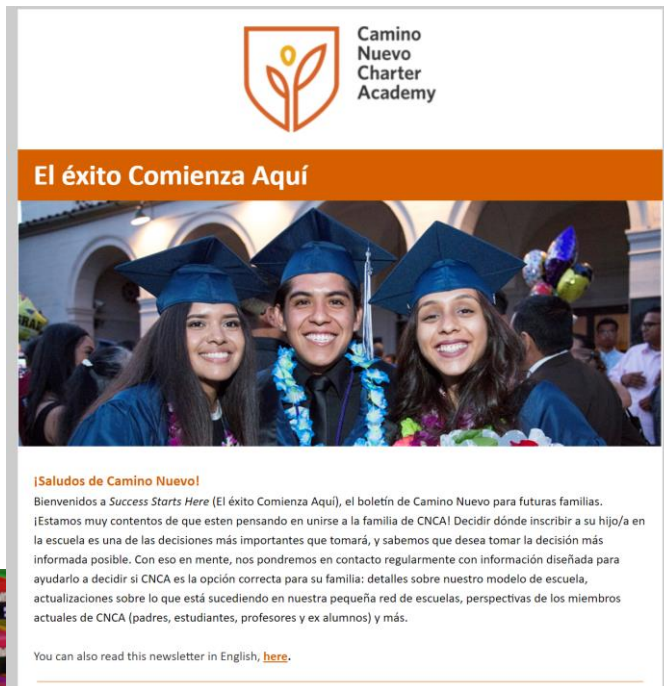 Camino
Nuevo
Charter
Academy
El éxito Comienza Aquí
¡Saludos de Camino Nuevo!
Bienvenidos a Success Starts Here (El éxito Comienza Aquí), el boletín de Camino Nuevo para futuras familias.
¡Estamos muy contentos de que esten pensando en unirse a la familia de CNCA! Decidir dónde inscribir a su hijo/a en
la escuela es una de las decisiones más importantes que tomará, y sabemos que desea tomar la decisión más
informada posible. Con eso en mente, nos pondremos en contacto regularmente con información diseñada para
ayudarlo a decidir si CNCA es la opción correcta para su familia: detalles sobre nuestro modelo de escuela,
actualizaciones sobre lo que está sucediendo en nuestra pequeña red de escuelas, perspectivas de los miembros
actuales de CNCA (padres, estudiantes, profesores y ex alumnos) y más.
You can also read this newsletter in English, here.